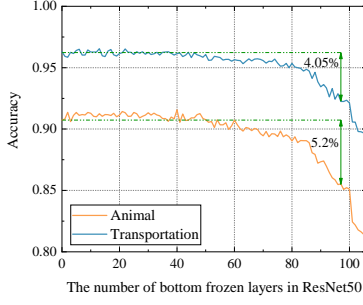 1.00
0.95
0.90
0.85
0.80
Accuracy
4.05%
5.2%
Animal
Transportation
0 20 40 60 80 100
The number of bottom frozen layers in ResNet50